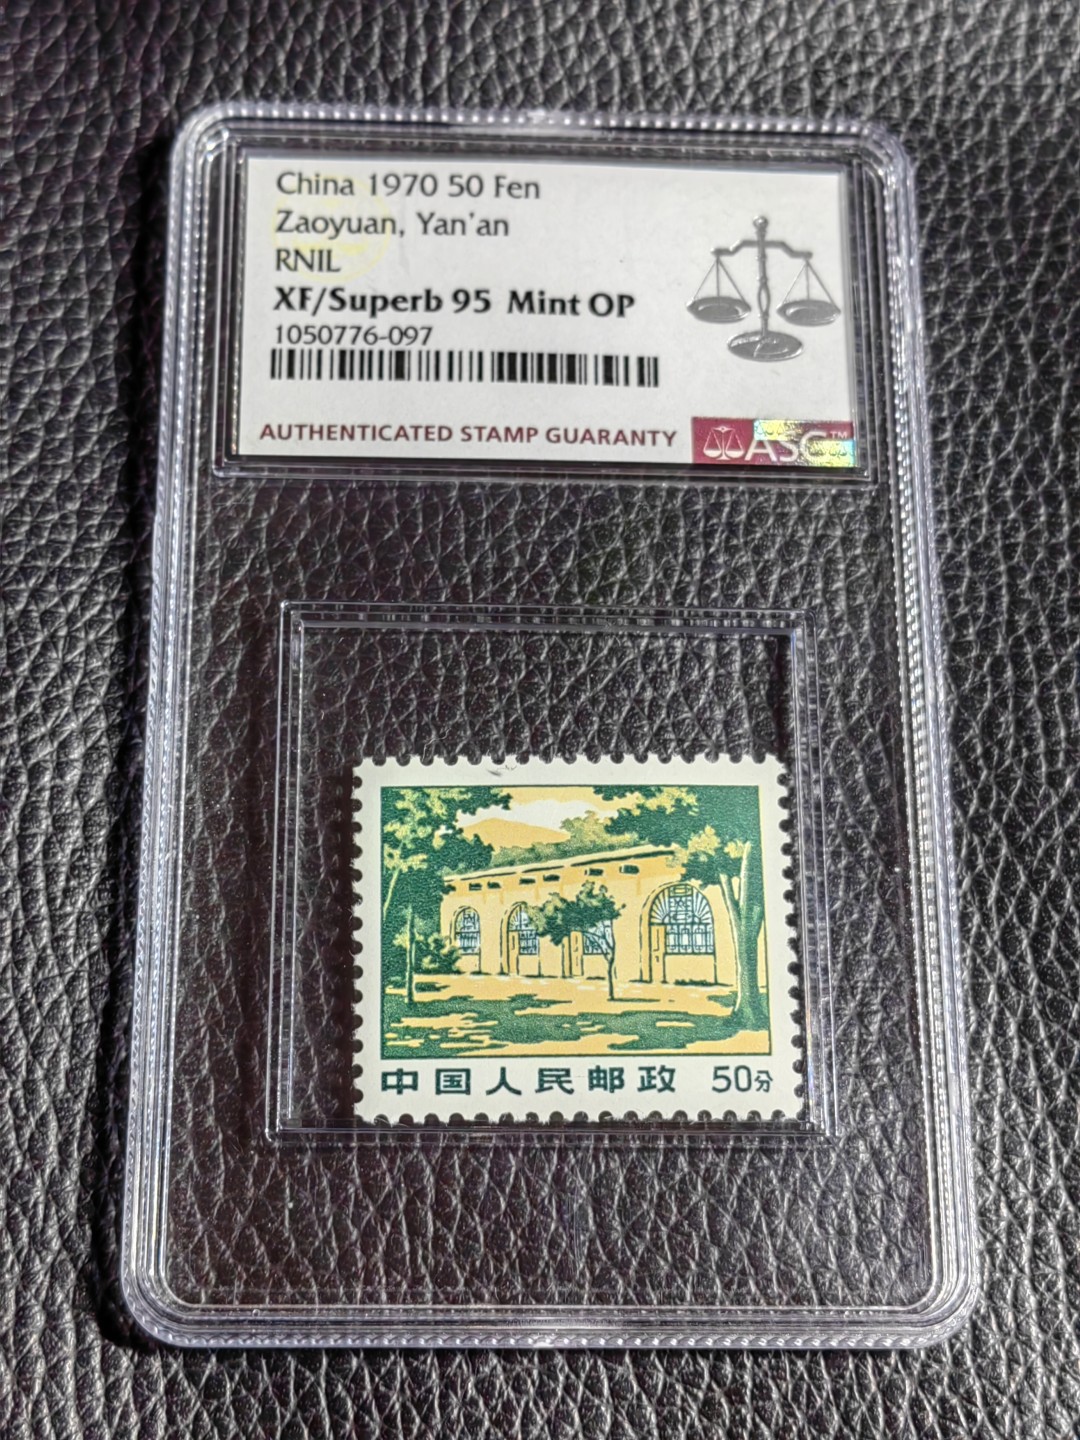 China 1970 50 Fen
Zaoyuan, Yan'an
RNIL
XF/Superb 95 Mint OP
1050776-097
AUTHENTICATED STAMP GUARANTY
ASG™
中国人民邮政 50分